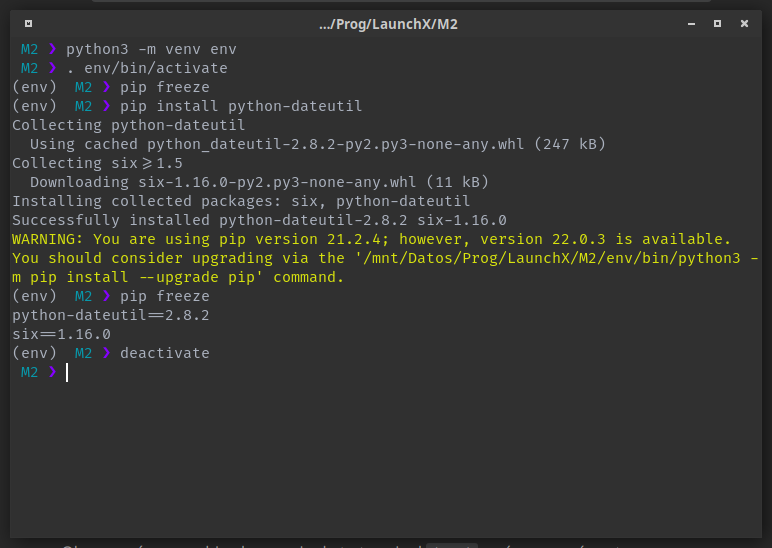 .../Prog/LaunchX/M2
M2 ❯ python3 -m venv env
M2 ❯ . env/bin/activate
(env) M2 ❯ pip freeze
(env) M2 ❯ pip install python-dateutil
Collecting python-dateutil
Using cached python_dateutil-2.8.2-py2.py3-none-any.whl (247 kB)
Collecting six>=1.5
Downloading six-1.16.0-py2.py3-none-any.whl (11 kB)
Installing collected packages: six, python-dateutil
Successfully installed python-dateutil-2.8.2 six-1.16.0
WARNING: You are using pip version 21.2.4; however, version 22.0.3 is available.
You should consider upgrading via the '/mnt/Datos/Prog/LaunchX/M2/env/bin/python3 -
m pip install --upgrade pip' command.
(env) M2 ❯ pip freeze
python-dateutil==2.8.2
six==1.16.0
(env) M2 ❯ deactivate
M2 ❯